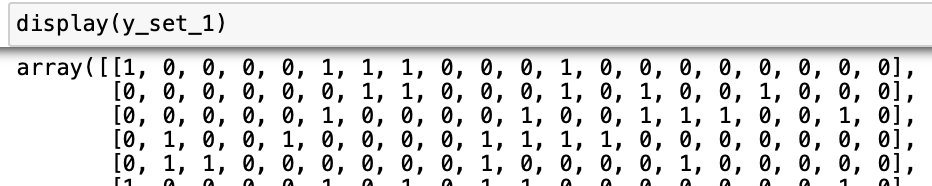 display(y_set_1)
array([[1, 0, 0, 0, 0, 1, 1, 1, 0, 0, 0, 1, 0, 0, 0, 0, 0, 0, 0, 0],
[0, 0, 0, 0, 0, 0, 1, 1, 0, 0, 0, 1, 0, 1, 0, 0, 1, 0, 0, 0],
[0, 0, 0, 0, 0, 1, 0, 0, 0, 0, 1, 0, 0, 1, 1, 1, 0, 0, 1, 0],
[0, 1, 0, 0, 1, 0, 0, 0, 0, 1, 1, 1, 1, 0, 0, 0, 0, 0, 0, 0],
[0, 1, 1, 0, 0, 0, 0, 0, 0, 1, 0, 0, 0, 0, 1, 0, 0, 0, 0, 0],